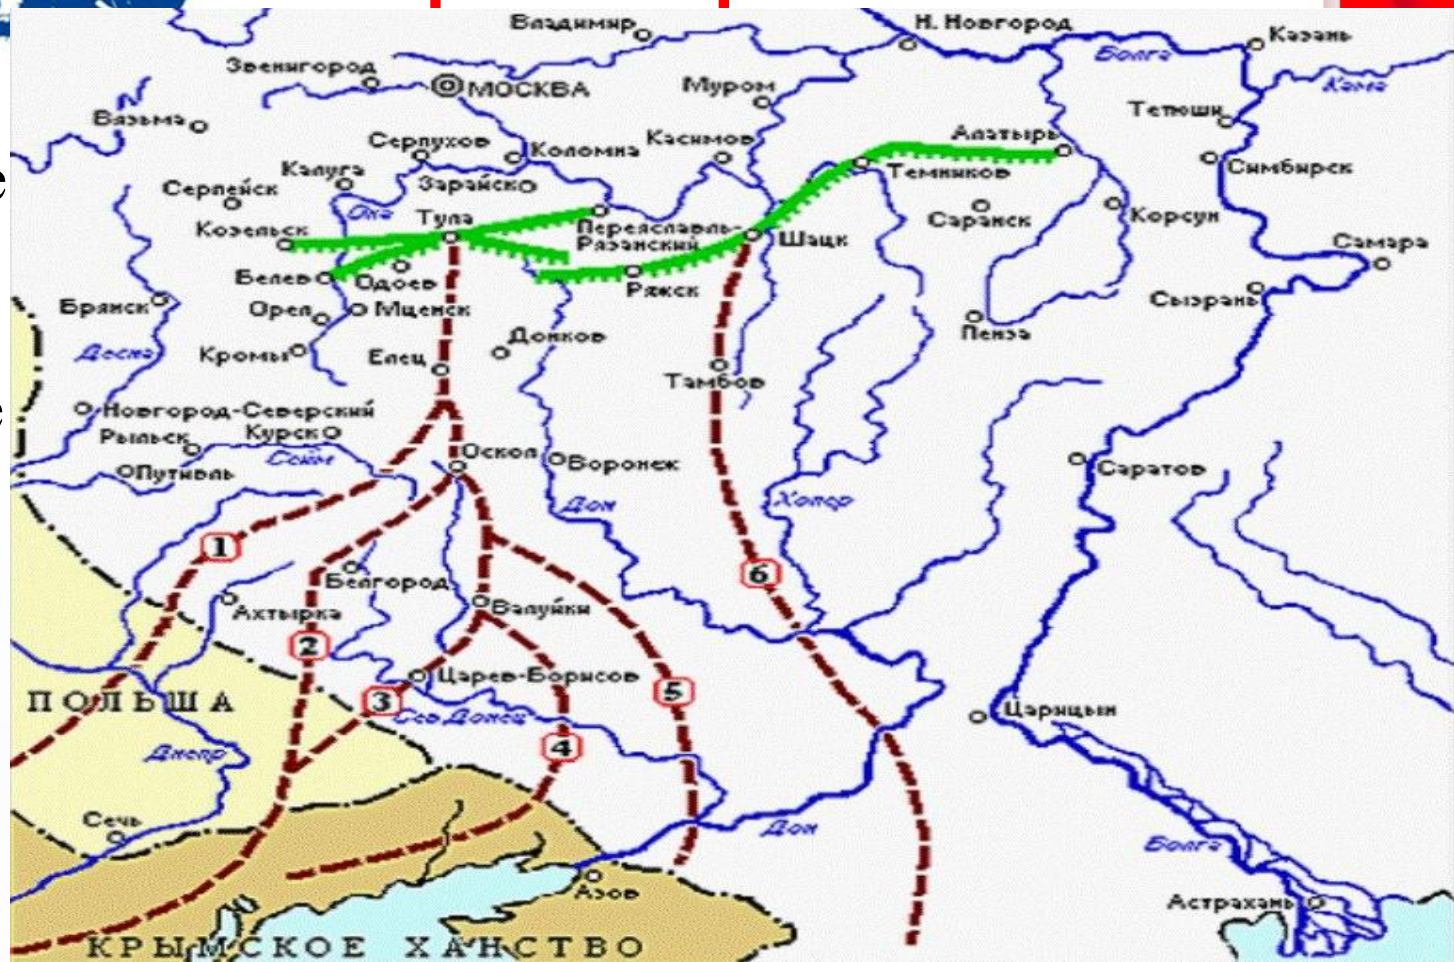 Владимир
Н. Новгород
Казань
Волга
Кама
Звенигород
МОСКВА
Муром
Тетюши
Вязьма
Серпухов
Коломна
Касимов
Алатырь
Симбирск
Калуга
Зарайск
Темников
Серпейск
Ока
Тула
Переяславль-
Рязанский
Саранск
Корсун
Козельск
Шацк
Самара
Белев
Одоев
Ряжск
Сызрань
Брянск
Орел
Мценск
Пенза
Десна
Кромы
Елец
Донков
Тамбов
Новгород-Северский
Рыльск
Курск
Сейм
Путивль
Оскол
Воронеж
Саратов
Дон
Хопер
1
6
Белгород
Ахтырка
Валуйки
2
ПОЛЬША
3
Царев-Борисов
5
Сев Донец
Царицын
4
Днепр
Сечь
Дон
Волга
Азов
Астрахань
КРЫМСКОЕ ХАНСТВО
е
е